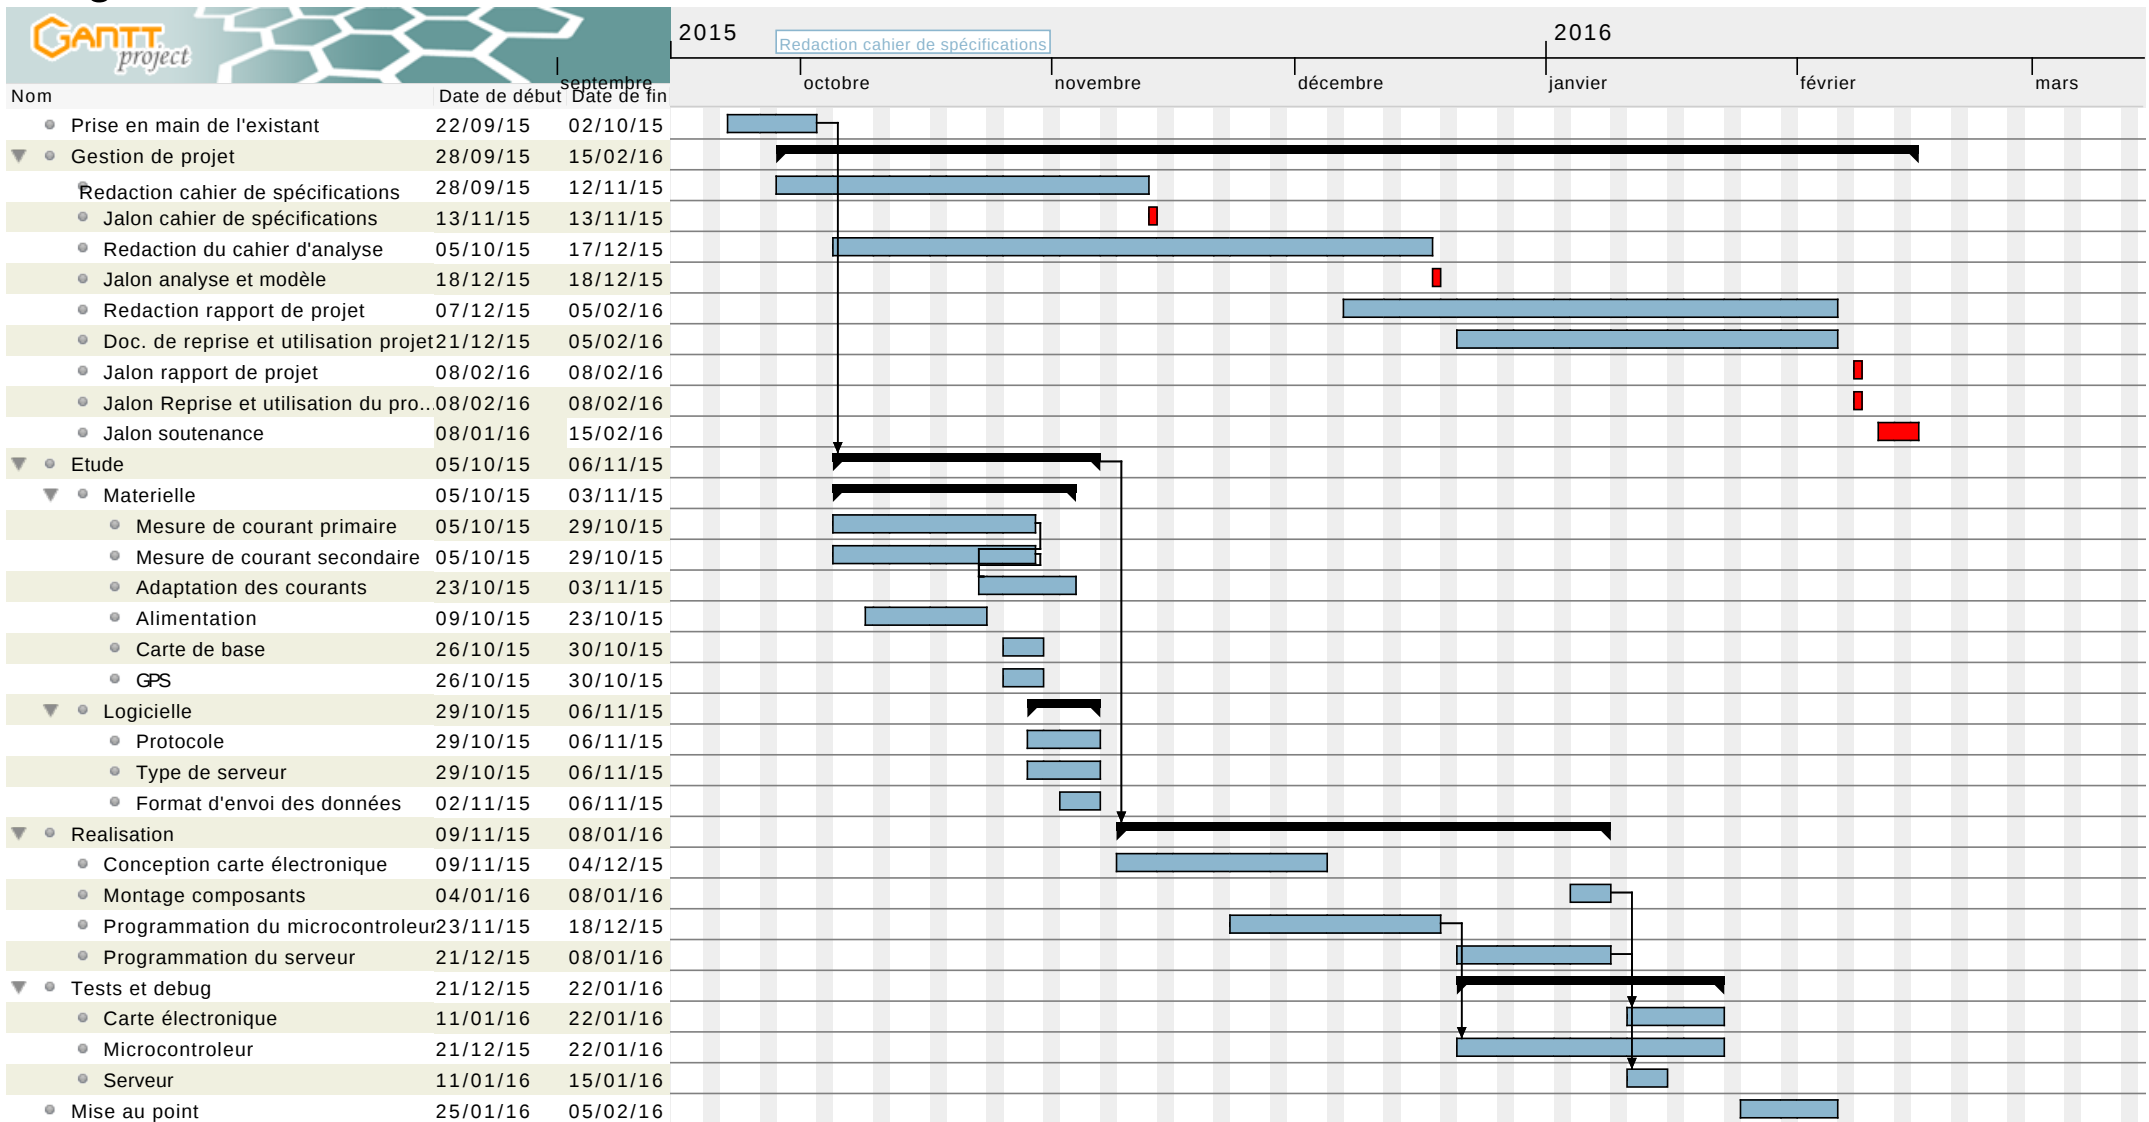 GANTT project
2015
Redaction cahier de spécifications
2016
septembre octobre novembre décembre janvier février mars
Nom Date de début Date de fin
Prise en main de l'existant 22/09/15 02/10/15
Gestion de projet 28/09/15 15/02/16
Redaction cahier de spécifications 28/09/15 12/11/15
Jalon cahier de spécifications 13/11/15 13/11/15
Redaction du cahier d'analyse 05/10/15 17/12/15
Jalon analyse et modèle 18/12/15 18/12/15
Redaction rapport de projet 07/12/15 05/02/16
Doc. de reprise et utilisation projet 21/12/15 05/02/16
Jalon rapport de projet 08/02/16 08/02/16
Jalon Reprise et utilisation du pro... 08/02/16 08/02/16
Jalon soutenance 08/01/16 15/02/16
Etude 05/10/15 06/11/15
Materielle 05/10/15 03/11/15
Mesure de courant primaire 05/10/15 29/10/15
Mesure de courant secondaire 05/10/15 29/10/15
Adaptation des courants 23/10/15 03/11/15
Alimentation 09/10/15 23/10/15
Carte de base 26/10/15 30/10/15
GPS 26/10/15 30/10/15
Logicielle 29/10/15 06/11/15
Protocole 29/10/15 06/11/15
Type de serveur 29/10/15 06/11/15
Format d'envoi des données 02/11/15 06/11/15
Realisation 09/11/15 08/01/16
Conception carte électronique 09/11/15 04/12/15
Montage composants 04/01/16 08/01/16
Programmation du microcontroleur 23/11/15 18/12/15
Programmation du serveur 21/12/15 08/01/16
Tests et debug 21/12/15 22/01/16
Carte électronique 11/01/16 22/01/16
Microcontroleur 21/12/15 22/01/16
Serveur 11/01/16 15/01/16
Mise au point 25/01/16 05/02/16